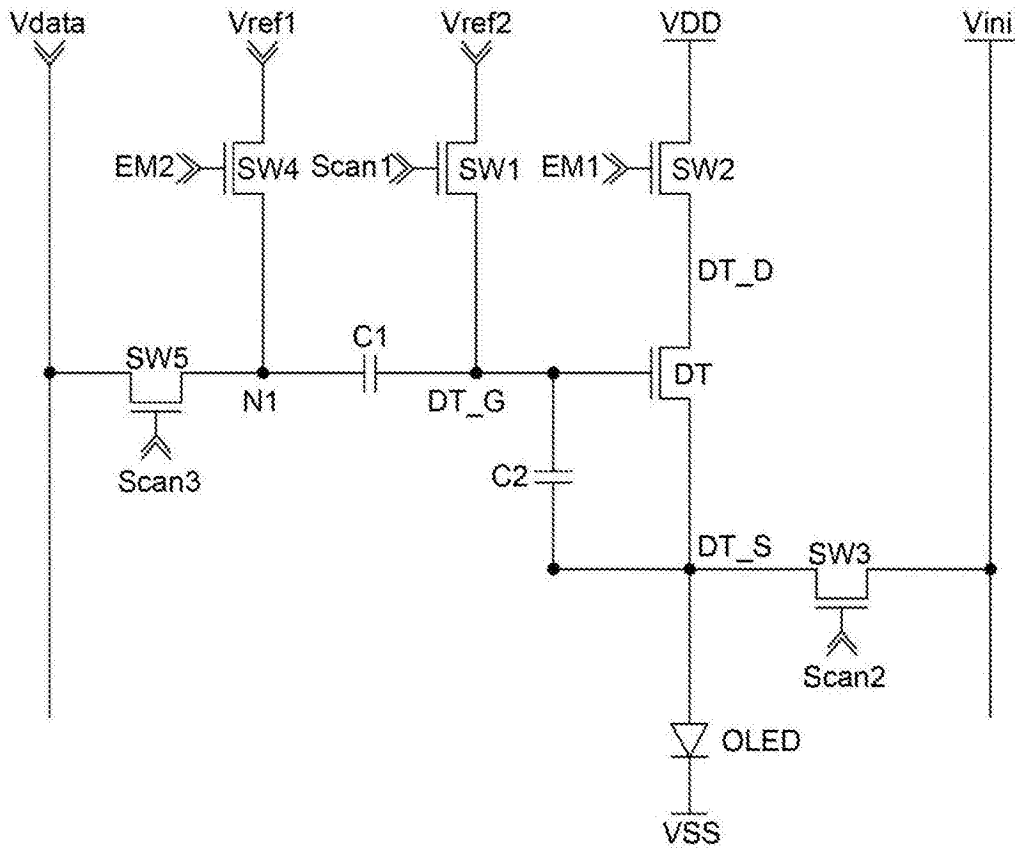 Vdata
Vref1
Vref2
VDD
Vini
EM2
SW4
Scan1
SW1
EM1
SW2
DT_D
C1
SW5
DT
N1
DT_G
C2
Scan3
DT_S
SW3
Scan2
OLED
VSS